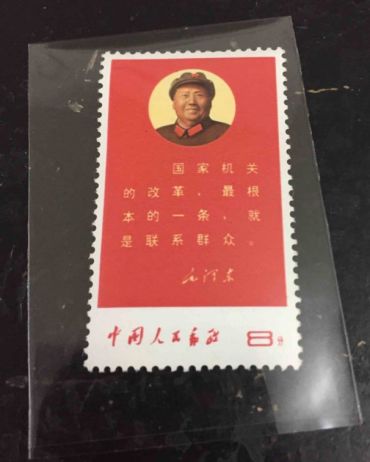 国家机关
的改革、最根
本的一条、就
是联系群众。
毛泽东
中国人民邮政
8分